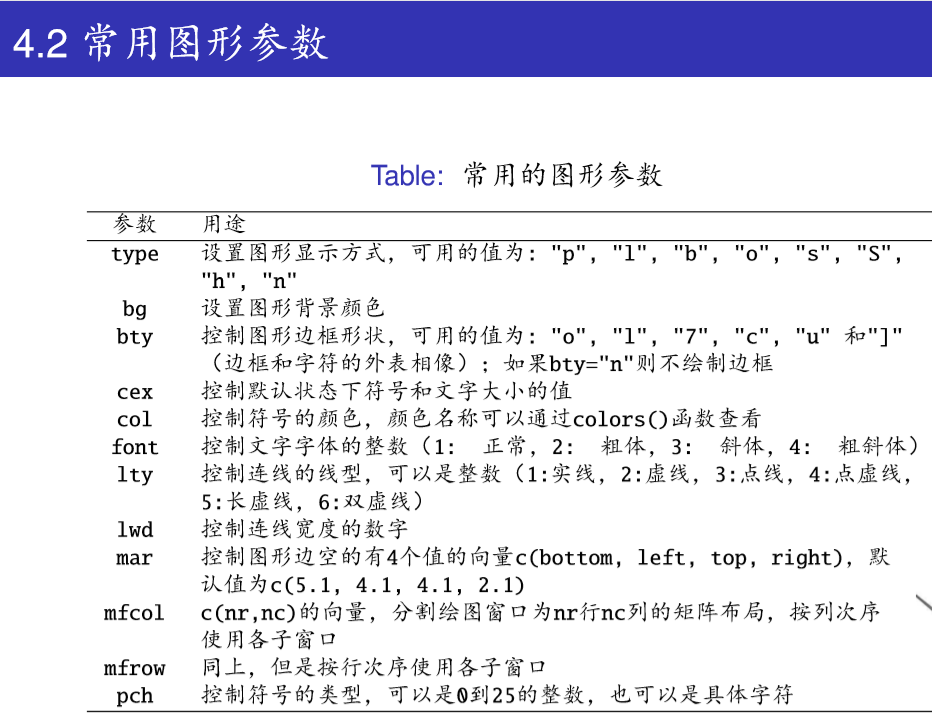 4.2 常用图形参数
Table: 常用的图形参数
参数 用途
type 设置图形显示方式，可用的值为："p", "l", "b", "o", "s", "S",
"h", "n"
bg 设置图形背景颜色
bty 控制图形边框形状，可用的值为："o", "l", "7", "c", "u" 和"]"
（边框和字符的外表相像）；如果bty="n"则不绘制边框
cex 控制默认状态下符号和文字大小的值
col 控制符号的颜色，颜色名称可以通过colors()函数查看
font 控制文字字体的整数（1: 正常，2: 粗体，3: 斜体，4: 粗斜体）
lty 控制连线的线型，可以是整数（1:实线，2:虚线，3:点线，4:点虚线，
5:长虚线，6:双虚线）
lwd 控制连线宽度的数字
mar 控制图形边空的有4个值的向量c(bottom, left, top, right)，默
认值为c(5.1, 4.1, 4.1, 2.1)
mfcol c(nr,nc)的向量，分割绘图窗口为nr行nc列的矩阵布局，按列次序
使用各子窗口
mfrow 同上，但是按行次序使用各子窗口
pch 控制符号的类型，可以是0到25的整数，也可以是具体字符